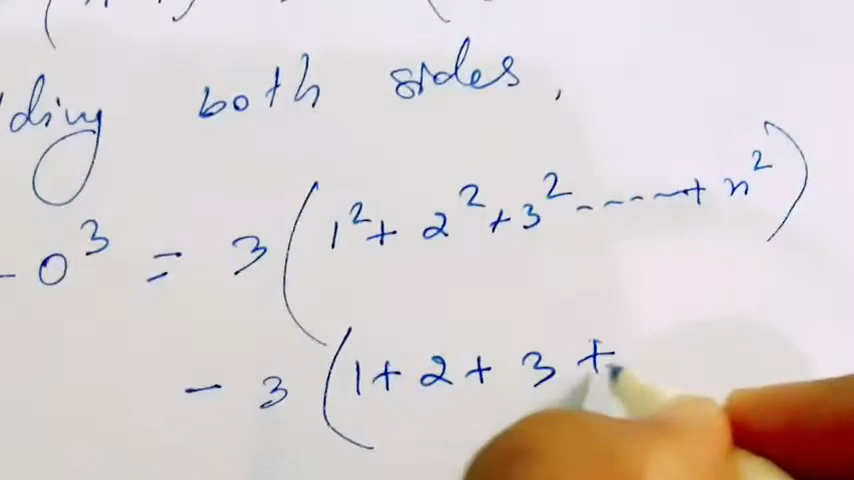 ding both sides,
- 0³ = 3 (1² + 2² + 3² ----- + n²)
- 3 (1 + 2 + 3 +